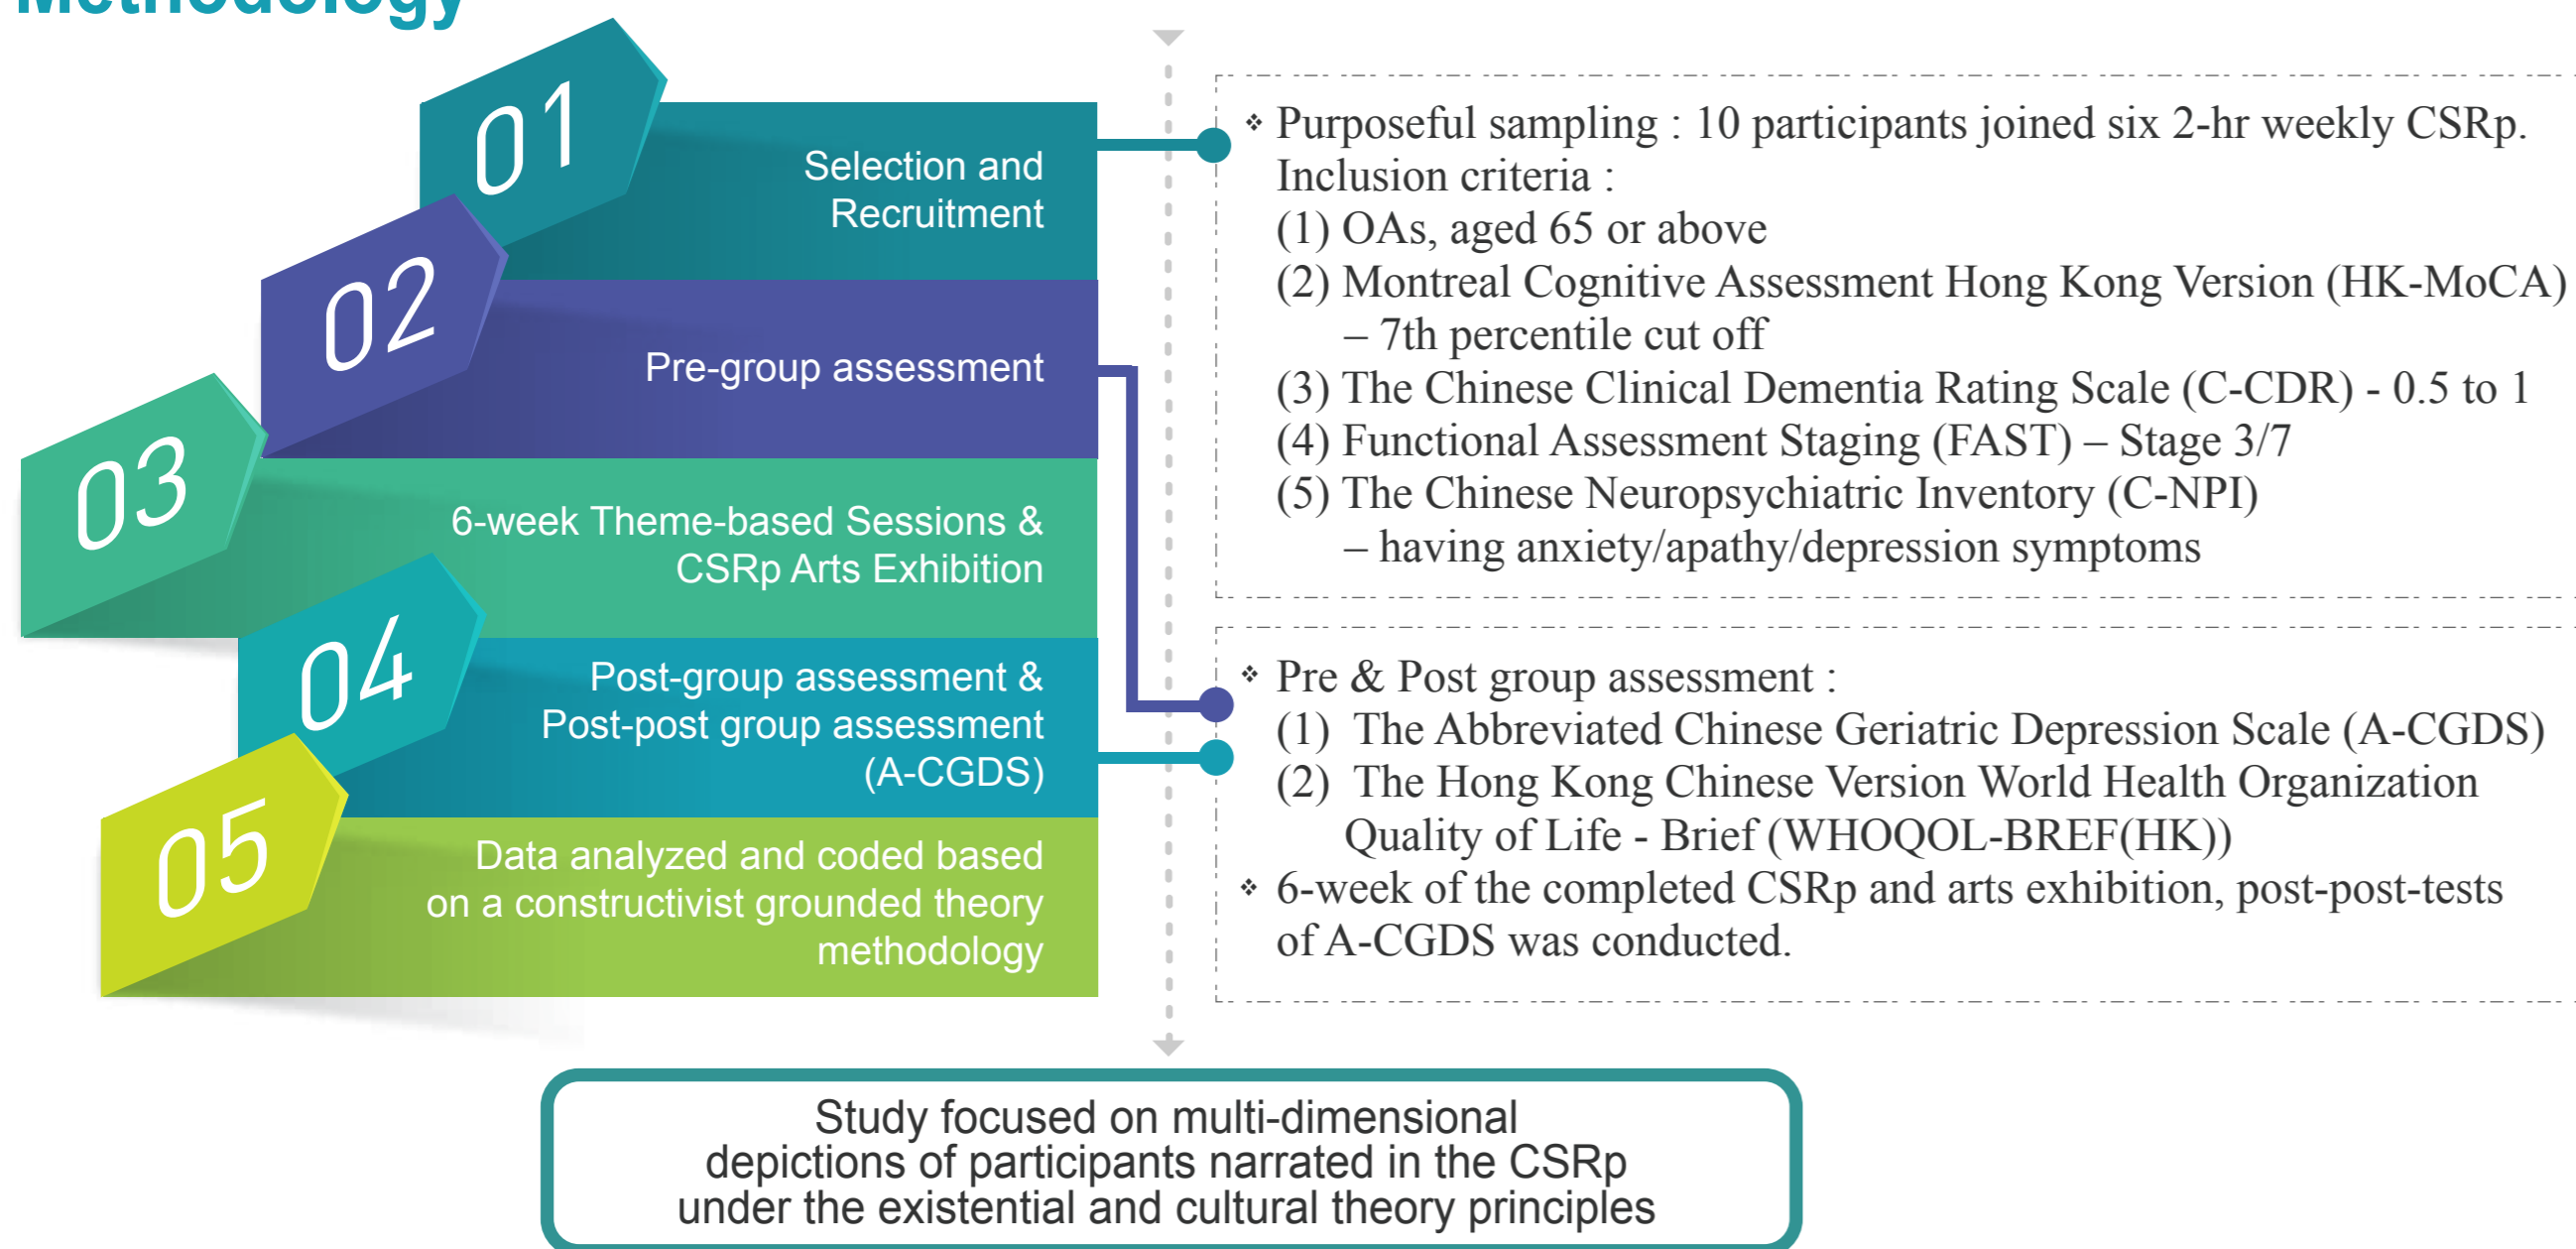 Methodology
01
Selection and
Recruitment
02
Pre-group assessment
03
6-week Theme-based Sessions &
CSRp Arts Exhibition
04
Post-group assessment &
Post-post group assessment
(A-CGDS)
05
Data analyzed and coded based
on a constructivist grounded theory
methodology
❖ Purposeful sampling : 10 participants joined six 2-hr weekly CSRp.
Inclusion criteria :
(1) OAs, aged 65 or above
(2) Montreal Cognitive Assessment Hong Kong Version (HK-MoCA)
– 7th percentile cut off
(3) The Chinese Clinical Dementia Rating Scale (C-CDR) - 0.5 to 1
(4) Functional Assessment Staging (FAST) – Stage 3/7
(5) The Chinese Neuropsychiatric Inventory (C-NPI)
– having anxiety/apathy/depression symptoms
❖ Pre & Post group assessment :
(1) The Abbreviated Chinese Geriatric Depression Scale (A-CGDS)
(2) The Hong Kong Chinese Version World Health Organization
Quality of Life - Brief (WHOQOL-BREF(HK))
❖ 6-week of the completed CSRp and arts exhibition, post-post-tests
of A-CGDS was conducted.
Study focused on multi-dimensional
depictions of participants narrated in the CSRp
under the existential and cultural theory principles